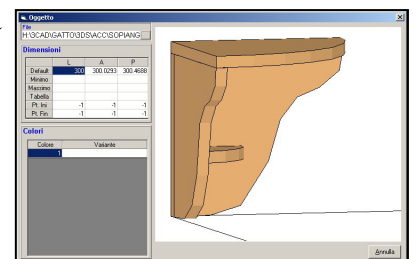 Oggetto
File
H:\3CAD\GATTO\3DS\ACC\SOPIANG
Dimensioni
L A P
Default 300 300.0293 300.4688
Minimo
Massimo
Tabella
Pt. Ini -1 -1 -1
Pt. Fin -1 -1 -1
Colori
Colore Variante
1
Annulla